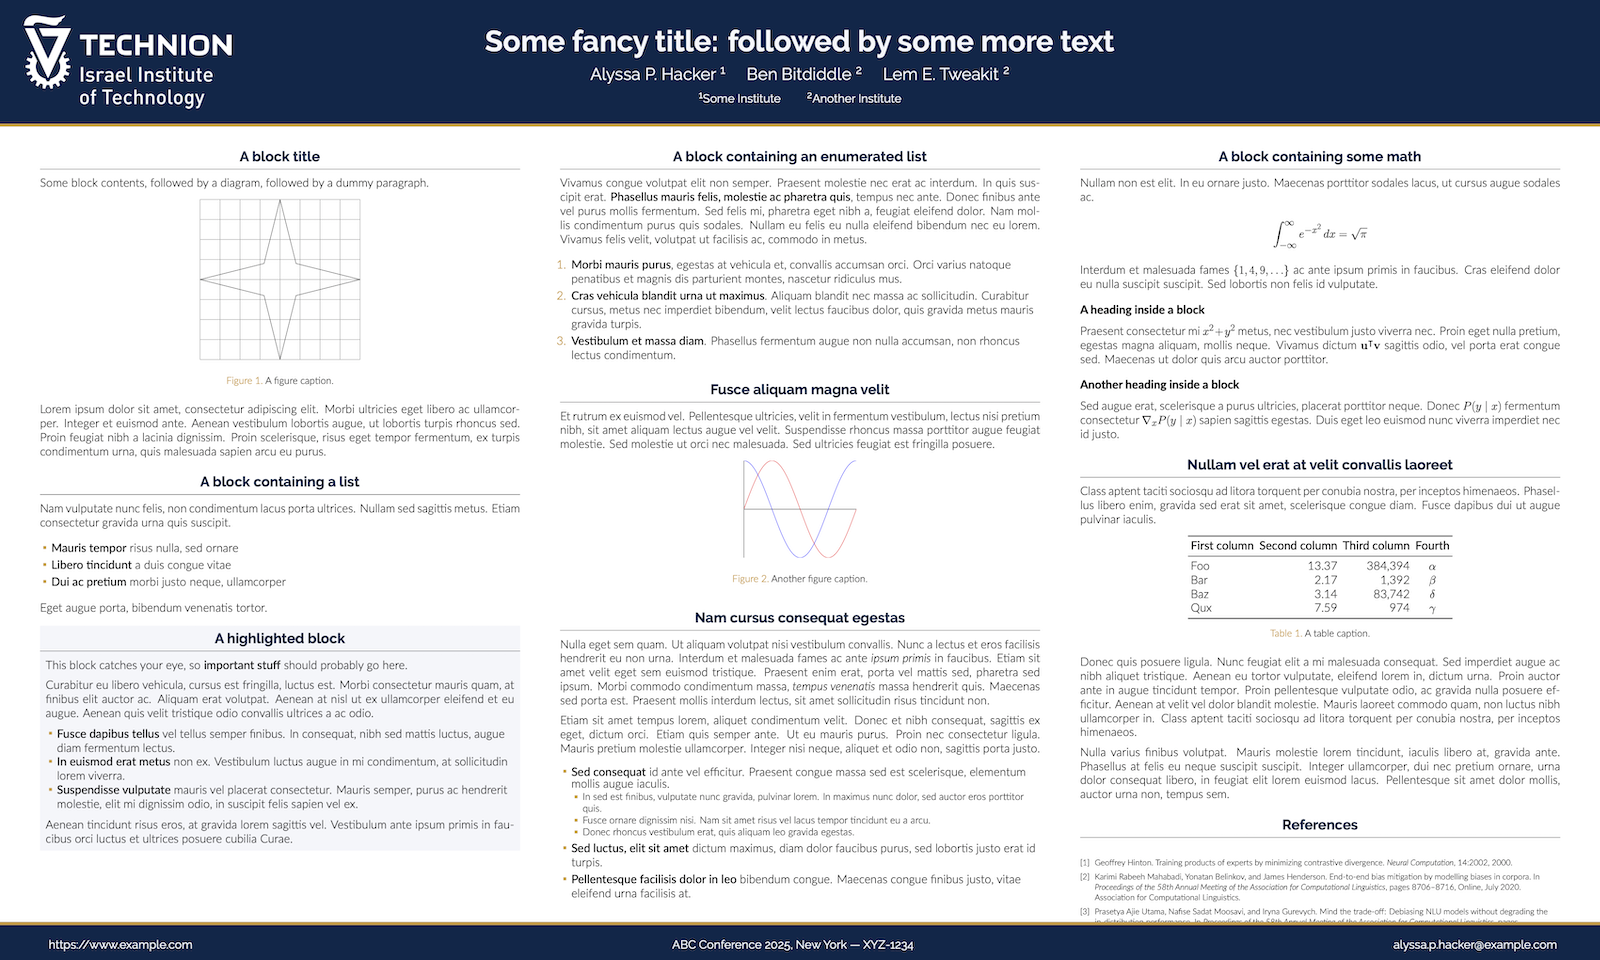 TECHNION
Israel Institute
of Technology
Some fancy title: followed by some more text
Alyssa P. Hacker ¹ Ben Bitdiddle ² Lem E. Tweakit ²
¹Some Institute ²Another Institute
A block title
Some block contents, followed by a diagram, followed by a dummy paragraph.
Figure 1. A figure caption.
Lorem ipsum dolor sit amet, consectetur adipiscing elit. Morbi ultricies eget libero ac ullamcor-
per. Integer et euismod ante. Aenean vestibulum lobortis augue, ut lobortis turpis rhoncus sed.
Proin feugiat nibh a lacinia dignissim. Proin scelerisque, risus eget tempor fermentum, ex turpis
condimentum urna, quis malesuada sapien arcu eu purus.
A block containing a list
Nam vulputate nunc felis, non condimentum lacus porta ultrices. Nullam sed sagittis metus. Etiam
consectetur gravida urna quis suscipit.
• Mauris tempor risus nulla, sed ornare
• Libero tincidunt a duis congue vitae
• Dui ac pretium morbi justo neque, ullamcorper
Eget augue porta, bibendum venenatis tortor.
A highlighted block
This block catches your eye, so important stuff should probably go here.
Curabitur eu libero vehicula, cursus est fringilla, luctus est. Morbi consectetur mauris quam, at
finibus elit auctor ac. Aliquam erat volutpat. Aenean at nisl ut ex ullamcorper eleifend et eu
augue. Aenean quis velit tristique odio convallis ultrices a ac odio.
• Fusce dapibus tellus vel tellus semper finibus. In consequat, nibh sed mattis luctus, augue
diam fermentum lectus.
• In euismod erat metus non ex. Vestibulum luctus augue in mi condimentum, at sollicitudin
lorem viverra.
• Suspendisse vulputate mauris vel placerat consectetur. Mauris semper, purus ac hendrerit
molestie, elit mi dignissim odio, in suscipit felis sapien vel ex.
Aenean tincidunt risus eros, at gravida lorem sagittis vel. Vestibulum ante ipsum primis in fau-
cibus orci luctus et ultrices posuere cubilia Curae.
A block containing an enumerated list
Vivamus congue volutpat elit non semper. Praesent molestie nec erat ac interdum. In quis sus-
cipit erat. Phasellus mauris felis, molestie ac pharetra quis, tempus nec ante. Donec finibus ante
vel purus mollis fermentum. Sed felis mi, pharetra eget nibh a, feugiat eleifend dolor. Nam mol-
lis condimentum purus quis sodales. Nullam eu felis eu nulla eleifend bibendum nec eu lorem.
Vivamus felis velit, volutpat ut facilisis ac, commodo in metus.
1. Morbi mauris purus, egestas at vehicula et, convallis accumsan orci. Orci varius natoque
penatibus et magnis dis parturient montes, nascetur ridiculus mus.
2. Cras vehicula blandit urna ut maximus. Aliquam blandit nec massa ac sollicitudin. Curabitur
cursus, metus nec imperdiet bibendum, velit lectus faucibus dolor, quis gravida metus mauris
gravida turpis.
3. Vestibulum et massa diam. Phasellus fermentum augue non nulla accumsan, non rhoncus
lectus condimentum.
Fusce aliquam magna velit
Et rutrum ex euismod vel. Pellentesque ultricies, velit in fermentum vestibulum, lectus nisi pretium
nibh, sit amet aliquam lectus augue vel velit. Suspendisse rhoncus massa porttitor augue feugiat
molestie. Sed molestie ut orci nec malesuada. Sed ultricies feugiat est fringilla posuere.
Figure 2. Another figure caption.
Nam cursus consequat egestas
Nulla eget sem quam. Ut aliquam volutpat nisi vestibulum convallis. Nunc a lectus et eros facilisis
hendrerit eu non urna. Interdum et malesuada fames ac ante ipsum primis in faucibus. Etiam sit
amet velit eget sem euismod tristique. Praesent enim erat, porta vel mattis sed, pharetra sed
ipsum. Morbi commodo condimentum massa, tempus venenatis massa hendrerit quis. Maecenas
sed porta est. Praesent mollis interdum lectus, sit amet sollicitudin risus tincidunt non.
Etiam sit amet tempus lorem, aliquet condimentum velit. Donec et nibh consequat, sagittis ex
eget, dictum orci. Etiam quis semper ante. Ut eu mauris purus. Proin nec consectetur ligula.
Mauris pretium molestie ullamcorper. Integer nisi neque, aliquet et odio non, sagittis porta justo.
• Sed consequat id ante vel efficitur. Praesent congue massa sed est scelerisque, elementum
mollis augue iaculis.
• In sed est finibus, vulputate nunc gravida, pulvinar lorem. In maximus nunc dolor, sed auctor eros porttitor
quis.
• Fusce ornare dignissim nisi. Nam sit amet risus vel lacus tempor tincidunt eu a arcu.
• Donec rhoncus vestibulum erat, quis aliquam leo gravida egestas.
• Sed luctus, elit sit amet dictum maximus, diam dolor faucibus purus, sed lobortis justo erat id
turpis.
• Pellentesque facilisis dolor in leo bibendum congue. Maecenas congue finibus justo, vitae
eleifend urna facilisis at.
A block containing some math
Nullam non est elit. In eu ornare justo. Maecenas porttitor sodales lacus, ut cursus augue sodales
ac.
∫_{−∞}^{∞} e^{−x²} dx = √π
Interdum et malesuada fames {1, 4, 9, …} ac ante ipsum primis in faucibus. Cras eleifend dolor
eu nulla suscipit suscipit. Sed lobortis non felis id vulputate.
A heading inside a block
Praesent consectetur mi x² + y² metus, nec vestibulum justo viverra nec. Proin eget nulla pretium,
egestas magna aliquam, mollis neque. Vivamus dictum u⊺v sagittis odio, vel porta erat congue
sed. Maecenas ut dolor quis arcu auctor porttitor.
Another heading inside a block
Sed augue erat, scelerisque a purus ultricies, placerat porttitor neque. Donec P(y | x) fermentum
consectetur ∇ₓP(y | x) sapien sagittis egestas. Duis eget leo euismod nunc viverra imperdiet nec
id justo.
Nullam vel erat at velit convallis laoreet
Class aptent taciti sociosqu ad litora torquent per conubia nostra, per inceptos himenaeos. Phasel-
lus libero enim, gravida sed erat sit amet, scelerisque congue diam. Fusce dapibus dui ut augue
pulvinar iaculis.
First column Second column Third column Fourth
Foo 13.37 384,394 α
Bar 2.17 1,392 β
Baz 3.14 83,742 δ
Qux 7.59 974 γ
Table 1. A table caption.
Donec quis posuere ligula. Nunc feugiat elit a mi malesuada consequat. Sed imperdiet augue ac
nibh aliquet tristique. Aenean eu tortor vulputate, eleifend lorem in, dictum urna. Proin auctor
ante in augue tincidunt tempor. Proin pellentesque vulputate odio, ac gravida nulla posuere ef-
ficitur. Aenean at velit vel dolor blandit molestie. Mauris laoreet commodo quam, non luctus nibh
ullamcorper in. Class aptent taciti sociosqu ad litora torquent per conubia nostra, per inceptos
himenaeos.
Nulla varius finibus volutpat. Mauris molestie lorem tincidunt, iaculis libero at, gravida ante.
Phasellus at felis eu neque suscipit suscipit. Integer ullamcorper, dui nec pretium ornare, urna
dolor consequat libero, in feugiat elit lorem euismod lacus. Pellentesque sit amet dolor mollis,
auctor urna non, tempus sem.
References
[1] Geoffrey Hinton. Training products of experts by minimizing contrastive divergence. Neural Computation, 14:2002, 2000.
[2] Karimi Rabeeh Mahabadi, Yonatan Belinkov, and James Henderson. End-to-end bias mitigation by modelling biases in corpora. In
Proceedings of the 58th Annual Meeting of the Association for Computational Linguistics, pages 8706–8716, Online, July 2020.
Association for Computational Linguistics.
[3] Prasetya Ajie Utama, Nafise Sadat Moosavi, and Iryna Gurevych. Mind the trade-off: Debiasing NLU models without degrading the
in-distribution performance. In Proceedings of the 58th Annual Meeting of the Association for Computational Linguistics, pages
https://www.example.com
ABC Conference 2025, New York — XYZ-1234
alyssa.p.hacker@example.com